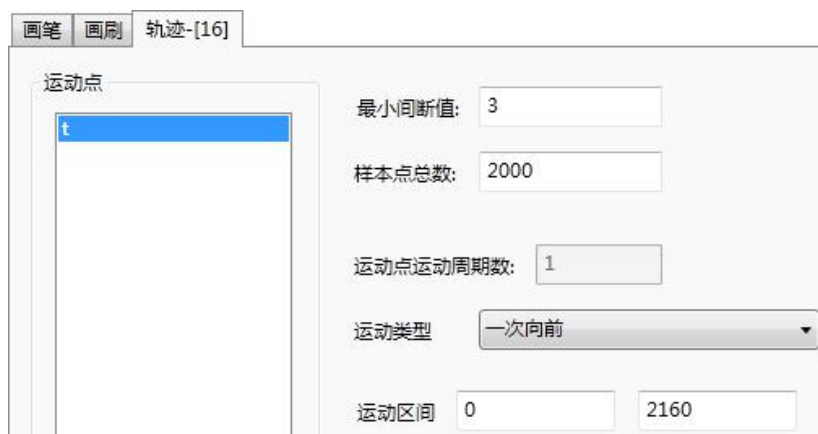 画笔 画刷 轨迹-[16]
运动点
t
最小间断值: 3
样本点总数: 2000
运动点运动周期数: 1
运动类型 一次向前
运动区间 0 2160